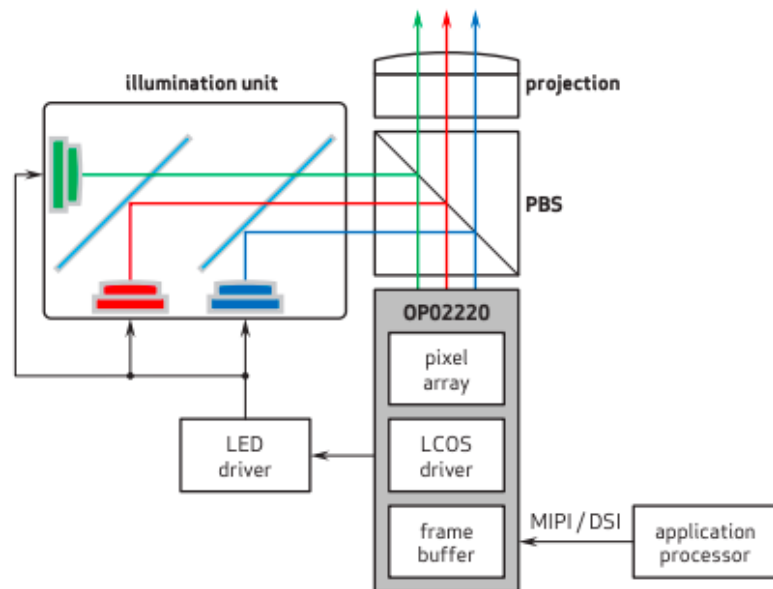 illumination unit
projection
PBS
OP02220
pixel
array
LED
driver
LCOS
driver
MIPI / DSI
frame
buffer
application
processor